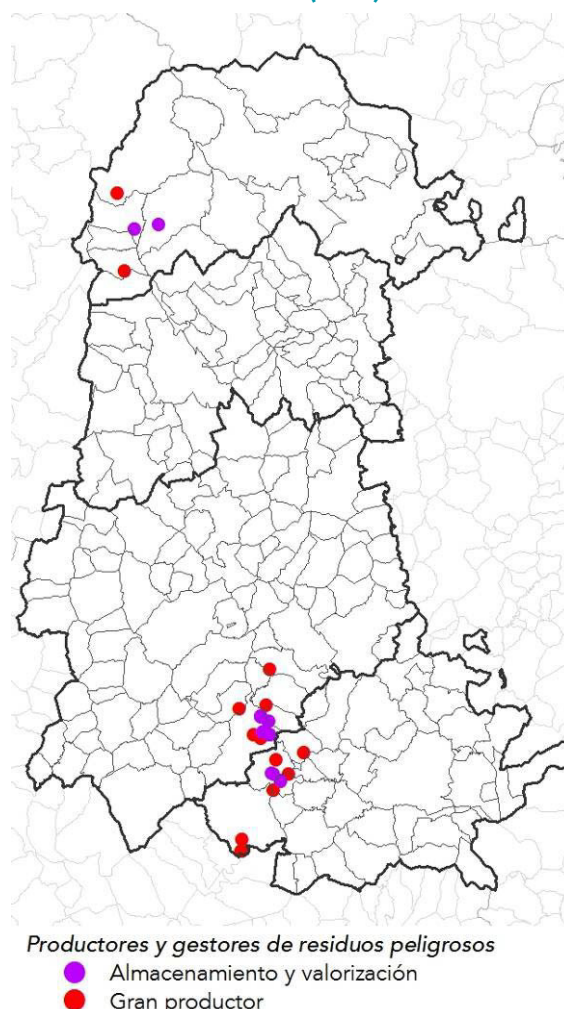 Productores y gestores de residuos peligrosos
Almacenamiento y valorización
Gran productor